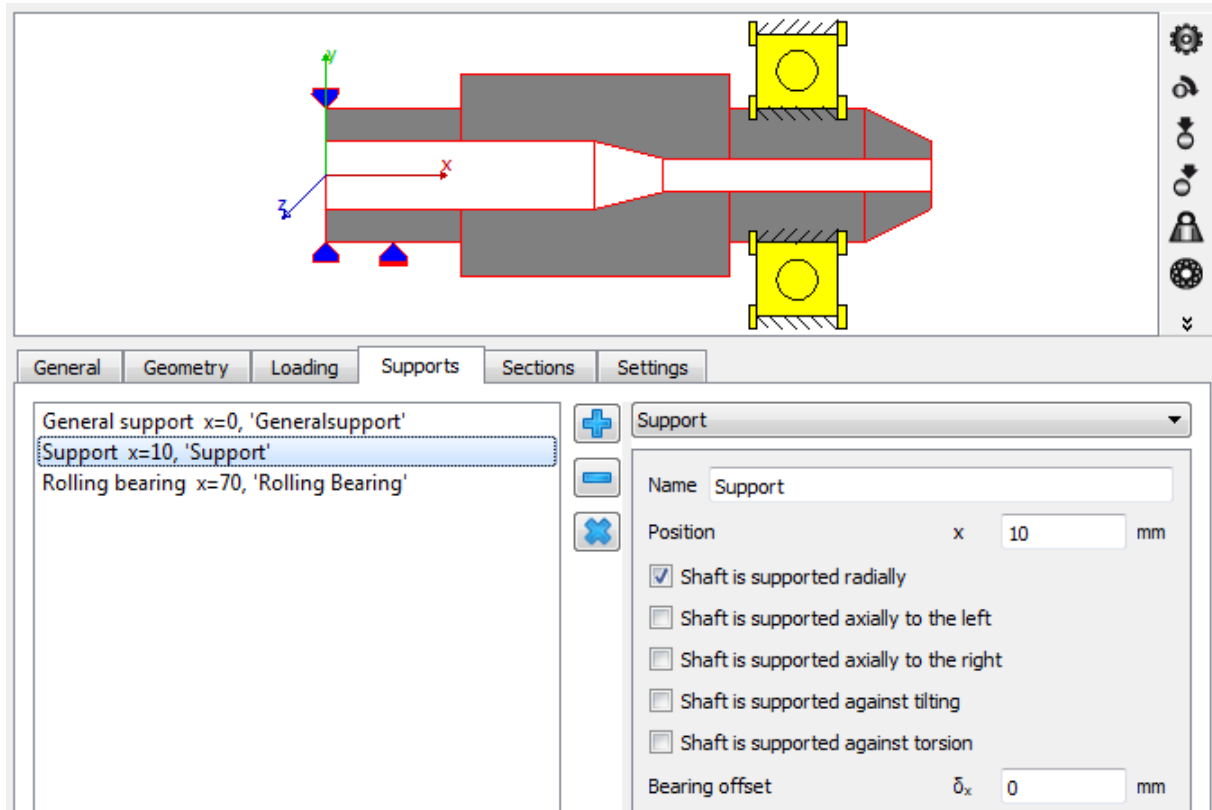 y
x
z
General Geometry Loading Supports Sections Settings
General support x=0, 'Generalsupport'
Support x=10, 'Support'
Rolling bearing x=70, 'Rolling Bearing'
Support
Name Support
Position x 10 mm
Shaft is supported radially
Shaft is supported axially to the left
Shaft is supported axially to the right
Shaft is supported against tilting
Shaft is supported against torsion
Bearing offset δx 0 mm